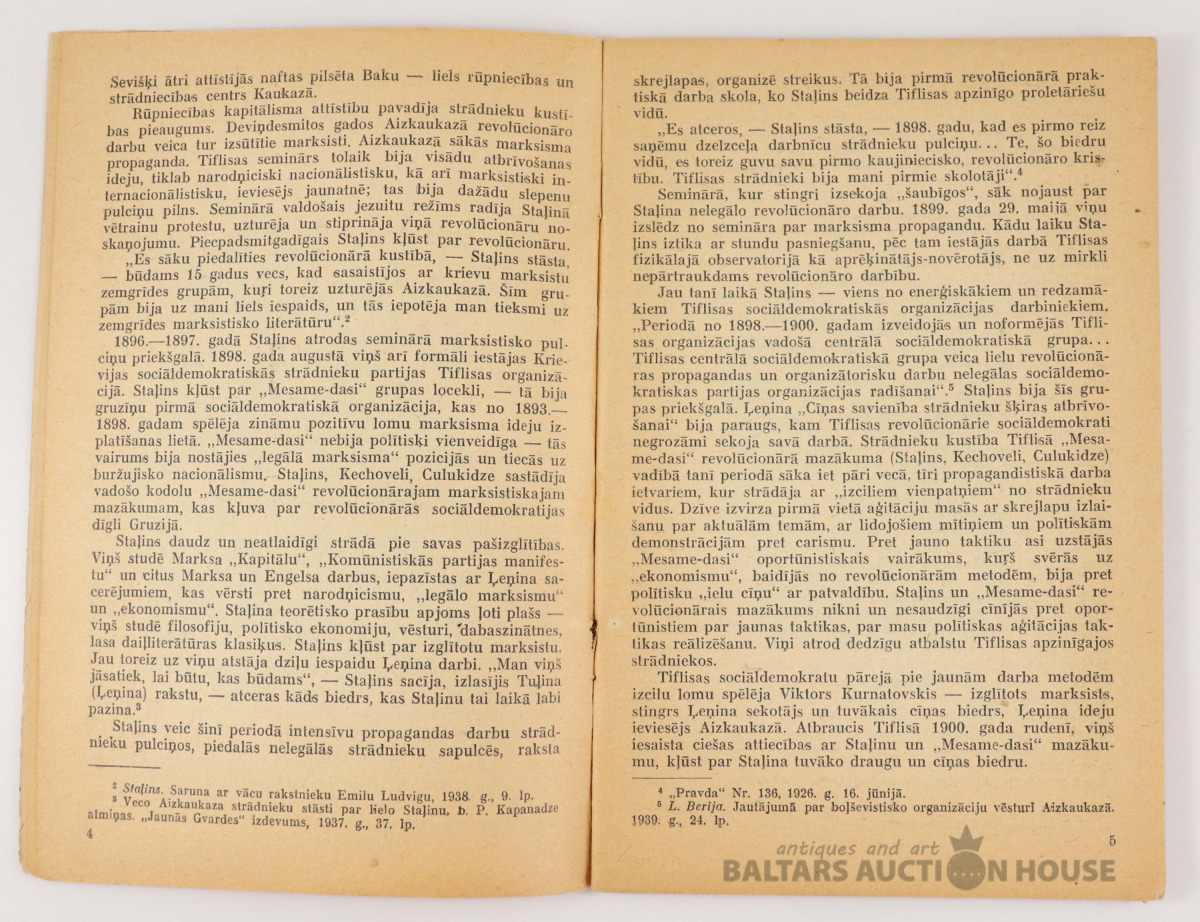 Sevišķi ātri attīstījās naftas pilsēta Baku — liels rūpniecības un
strādniecības centrs Kaukazā.
Rūpniecības kapitālisma attīstību pavadīja strādnieku kustī-
bas pieaugums. Deviņdesmitos gados Aizkaukazā revolūcionāro
darbu veica tur izsūtītie marksisti. Aizkaukazā sākās marksisma
propaganda. Tiflisas seminārs tolaik bija visādu atbrīvošanas
ideju, tiklab narodņiciski nacionālistisku, kā arī marksistiski in-
ternacionālistisku, ieviesējs jaunatnē; tas bija dažādu slepenu
pulciņu pilns. Seminārā valdošais jezuitu režīms radīja Staļinā
vētrainu protestu, uzturēja un stiprināja viņā revolūcionāru no-
skaņojumu. Piecpadsmitgadīgais Staļins kļūst par revolūcionāru.
„Es sāku piedalīties revolūcionārā kustībā, — Staļins stāsta,
— būdams 15 gadus vecs, kad sasaistījos ar krievu marksistu
zemgrīdes grupām, kuŗi toreiz uzturējās Aizkaukazā. Šīm gru-
pām bija uz mani liels iespaids, un tās iepotēja man tieksmi uz
zemgrīdes marksistisko literātūru“.²
1896.—1897. gadā Staļins atrodas seminārā marksistisko pul-
ciņu priekšgalā. 1898. gada augustā viņš arī formāli iestājas Krie-
vijas sociāldemokratiskās strādnieku partijas Tiflisas organizā-
cijā. Staļins kļūst par „Mesame-dasi“ grupas locekli, — tā bija
gruzīņu pirmā sociāldemokratiskā organizācija, kas no 1893.—
1898. gadam spēlēja zināmu pozitīvu lomu marksisma ideju iz-
platīšanas lietā. „Mesame-dasi“ nebija polītiski vienveidīga — tās
vairums bija nostājies „legālā marksisma“ pozicijās un tiecās uz
buržujisko nacionālismu. Staļins, Kechoveli, Culukidze sastādīja
vadošo kodolu „Mesame-dasi“ revolūcionārajam marksistiskajam
mazākumam, kas kļuva par revolūcionārās sociāldemokratijas
dīgli Gruzijā.
Staļins daudz un neatlaidīgi strādā pie savas pašizglītības.
Viņš studē Marksa „Kapitālu“, „Komūnistiskās partijas manifes-
tu“ un citus Marksa un Engelsa darbus, iepazīstas ar Ļeņina sa-
cerējumiem, kas vērsti pret narodņicismu, „legālo marksismu“
un „ekonomismu“. Staļina teorētisko prasību apjoms ļoti plašs —
viņš studē filosofiju, polītisko ekonomiju, vēsturi, dabaszinātnes,
lasa daiļliterātūras klasiķus. Staļins kļūst par izglītotu marksistu.
Jau toreiz uz viņu atstāja dziļu iespaidu Ļeņina darbi. „Man viņš
jāsatiek, lai būtu, kas būdams“, — Staļins sacīja, izlasījis Tuļina
(Ļeņina) rakstu, — atceras kāds biedrs, kas Staļinu tai laikā labi
pazina.³
Staļins veic šinī periodā intensīvu propagandas darbu strād-
nieku pulciņos, piedalās nelegālās strādnieku sapulcēs, raksta
² Staļins. Saruna ar vācu rakstnieku Emilu Ludvigu, 1938. g., 9. lp.
³ Veco Aizkaukaza strādnieku stāsti par lielo Staļinu, b. P. Kapanadze
atmiņas. „Jaunās Gvardes“ izdevums, 1937. g., 37. lp.
4
skrejlapas, organizē streikus. Tā bija pirmā revolūcionārā prak-
tiskā darba skola, ko Staļins beidza Tiflisas apzinīgo proletāriešu
vidū.
„Es atceros, — Staļins stāsta, — 1898. gadu, kad es pirmo reiz
saņēmu dzelzceļa darbnīcu strādnieku pulciņu... Te, šo biedru
vidū, es toreiz guvu savu pirmo kaujiniecisko, revolūcionāro kris-
tību. Tiflisas strādnieki bija mani pirmie skolotāji“.⁴
Seminārā, kur stingri izsekoja „šaubīgos“, sāk nojaust par
Staļina nelegālo revolūcionāro darbu. 1899. gada 29. maijā viņu
izslēdz no semināra par marksisma propagandu. Kādu laiku Sta-
ļins iztika ar stundu pasniegšanu, pēc tam iestājās darbā Tiflisas
fizikālajā observatorijā kā aprēķinātājs-novērotājs, ne uz mirkli
nepārtraukdams revolūcionāro darbību.
Jau tanī laikā Staļins — viens no enerģiskākiem un redzamā-
kiem Tiflisas sociāldemokratiskās organizācijas darbiniekiem.
„Periodā no 1898.—1900. gadam izveidojās un noformējās Tifli-
sas organizācijas vadošā centrālā sociāldemokratiskā grupa...
Tiflisas centrālā sociāldemokratiskā grupa veica lielu revolūcionā-
ras propagandas un organizātorisku darbu nelegālas sociāldemo-
kratiskas partijas organizācijas radīšanai“.⁵ Staļins bija šīs gru-
pas priekšgalā. Ļeņina „Cīņas savienība strādnieku šķiras atbrīvo-
šanai“ bija paraugs, kam Tiflisas revolūcionārie sociāldemokrati
negrozāmi sekoja savā darbā. Strādnieku kustība Tiflisā „Mesa-
me-dasi“ revolūcionārā mazākuma (Staļins, Kechoveli, Culukidze)
vadībā tanī periodā sāka iet pāri vecā, tīri propagandistiskā darba
ietvariem, kur strādāja ar „izciliem vienpatņiem“ no strādnieku
vidus. Dzīve izvirza pirmā vietā aģitāciju masās ar skrejlapu izlai-
šanu par aktuālām temām, ar lidojošiem mītiņiem un polītiskām
demonstrācijām pret carismu. Pret jauno taktiku asi uzstājās
„Mesame-dasi“ oportūnistiskais vairākums, kuŗš svērās uz
„ekonomismu“, baidījās no revolūcionārām metodēm, bija pret
polītisku „ielu cīņu“ ar patvaldību. Staļins un „Mesame-dasi“ re-
volūcionārais mazākums nikni un nesaudzīgi cīnījās pret opor-
tūnistiem par jaunas taktikas, par masu polītiskas aģitācijas tak-
tikas reālizēšanu. Viņi atrod dedzīgu atbalstu Tiflisas apzinīgajos
strādniekos.
Tiflisas sociāldemokratu pārejā pie jaunām darba metodēm
izcilu lomu spēlēja Viktors Kurnatovskis — izglītots marksists,
stingrs Ļeņina sekotājs un tuvākais cīņas biedrs, Ļeņina ideju
ieviesējs Aizkaukazā. Atbraucis Tiflisā 1900. gada rudenī, viņš
iesaista ciešas attiecības ar Staļinu un „Mesame-dasi“ mazāku-
mu, kļūst par Staļina tuvāko draugu un cīņas biedru.
⁴ „Pravda“ Nr. 136, 1926. g. 16. jūnijā.
⁵ L. Berija. Jautājumā par boļševistisko organizāciju vēsturi Aizkaukazā.
1939. g., 24. lp.
5
antiques and art
BALTARS AUCTION HOUSE